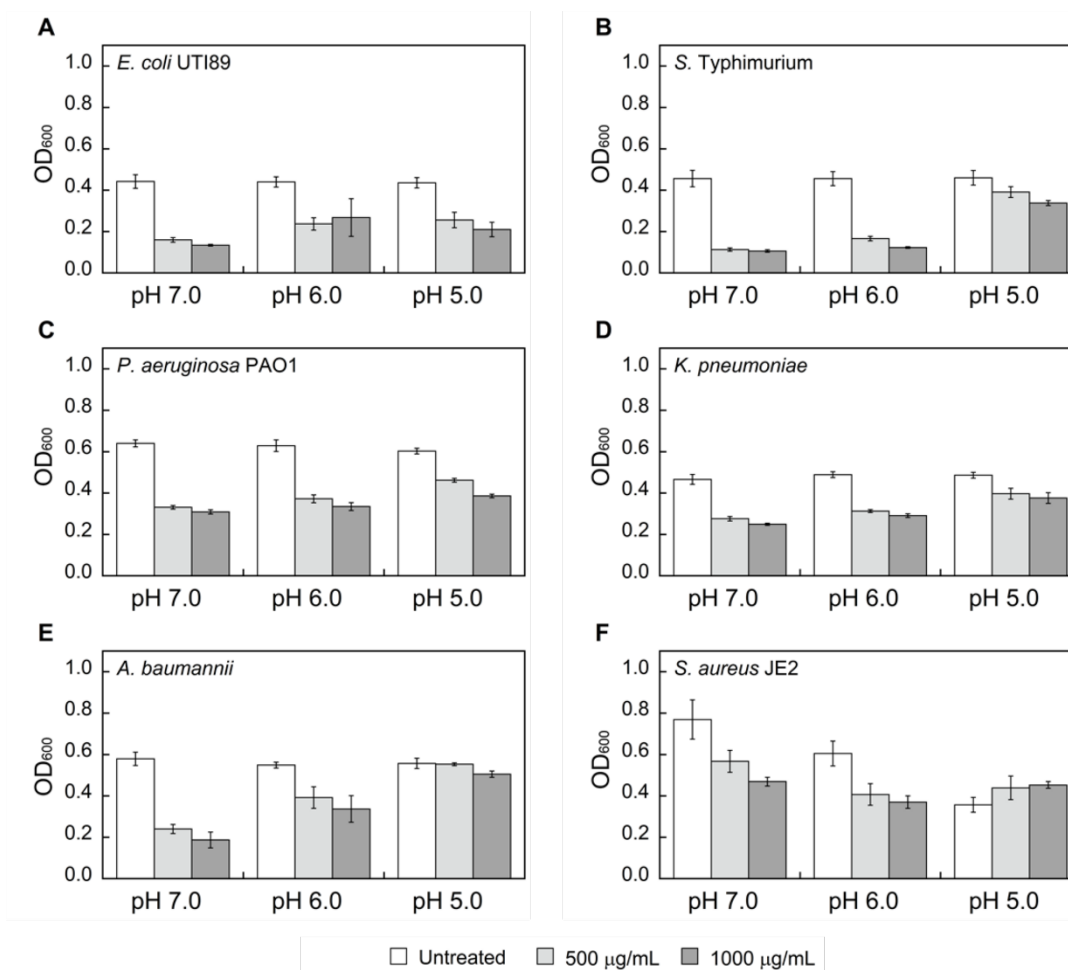 A
E. coli UTI89
OD600
1.0
0.8
0.6
0.4
0.2
0.0
pH 7.0 pH 6.0 pH 5.0
B
S. Typhimurium
OD600
1.0
0.8
0.6
0.4
0.2
0.0
pH 7.0 pH 6.0 pH 5.0
C
P. aeruginosa PAO1
OD600
1.0
0.8
0.6
0.4
0.2
0.0
pH 7.0 pH 6.0 pH 5.0
D
K. pneumoniae
OD600
1.0
0.8
0.6
0.4
0.2
0.0
pH 7.0 pH 6.0 pH 5.0
E
A. baumannii
OD600
1.0
0.8
0.6
0.4
0.2
0.0
pH 7.0 pH 6.0 pH 5.0
F
S. aureus JE2
OD600
1.0
0.8
0.6
0.4
0.2
0.0
pH 7.0 pH 6.0 pH 5.0
Untreated 500 µg/mL 1000 µg/mL